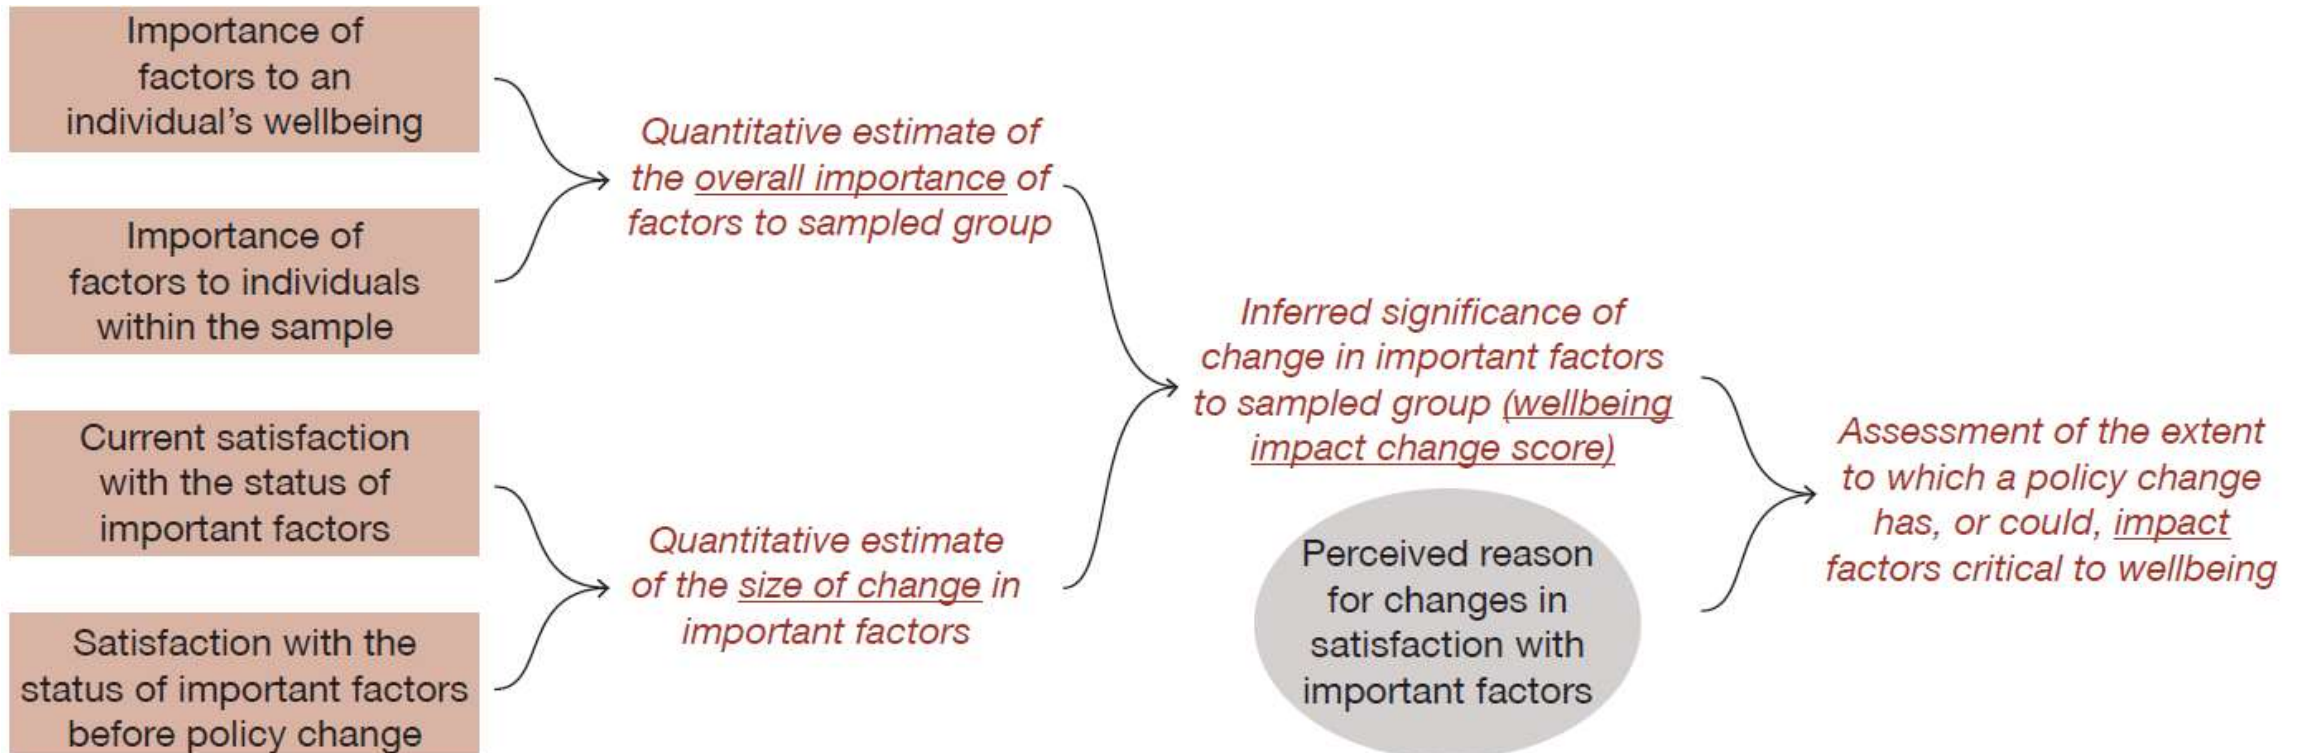 Importance of
factors to an
individual's wellbeing
Importance of
factors to individuals
within the sample
Current satisfaction
with the status of
important factors
Satisfaction with the
status of important factors
before policy change
Quantitative estimate of
the overall importance of
factors to sampled group
Quantitative estimate
of the size of change in
important factors
Inferred significance of
change in important factors
to sampled group (wellbeing
impact change score)
Perceived reason
for changes in
satisfaction with
important factors
Assessment of the extent
to which a policy change
has, or could, impact
factors critical to wellbeing